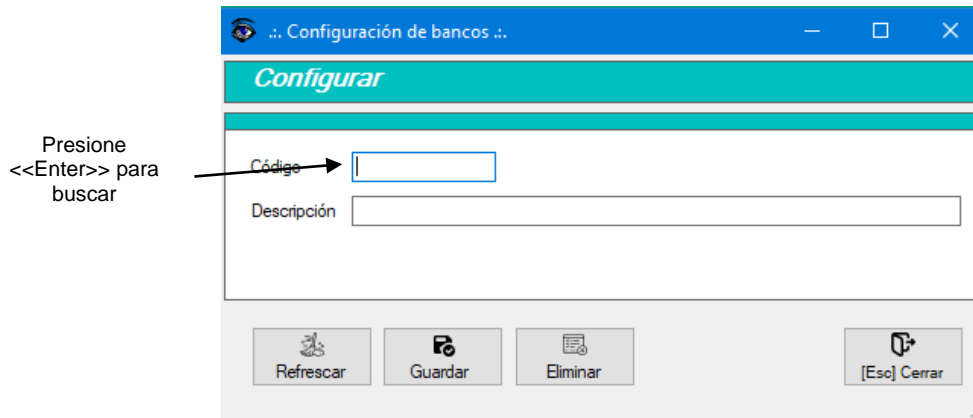 .:. Configuración de bancos .:.
Configurar
Presione
<<Enter>> para
buscar
Código
Descripción
Refrescar
Guardar
Eliminar
[Esc] Cerrar